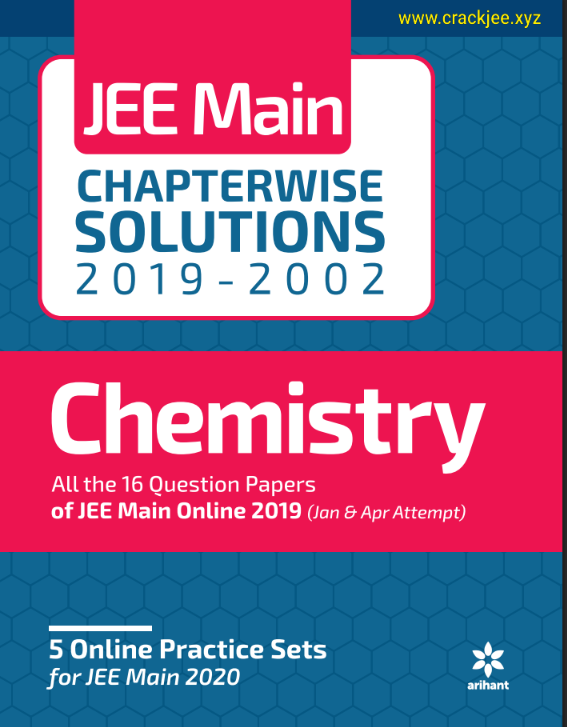 www.crackjee.xyz
JEE Main
CHAPTERWISE
SOLUTIONS
2019-2002
Chemistry
All the 16 Question Papers
of JEE Main Online 2019 (Jan & Apr Attempt)
5 Online Practice Sets
for JEE Main 2020
arihant